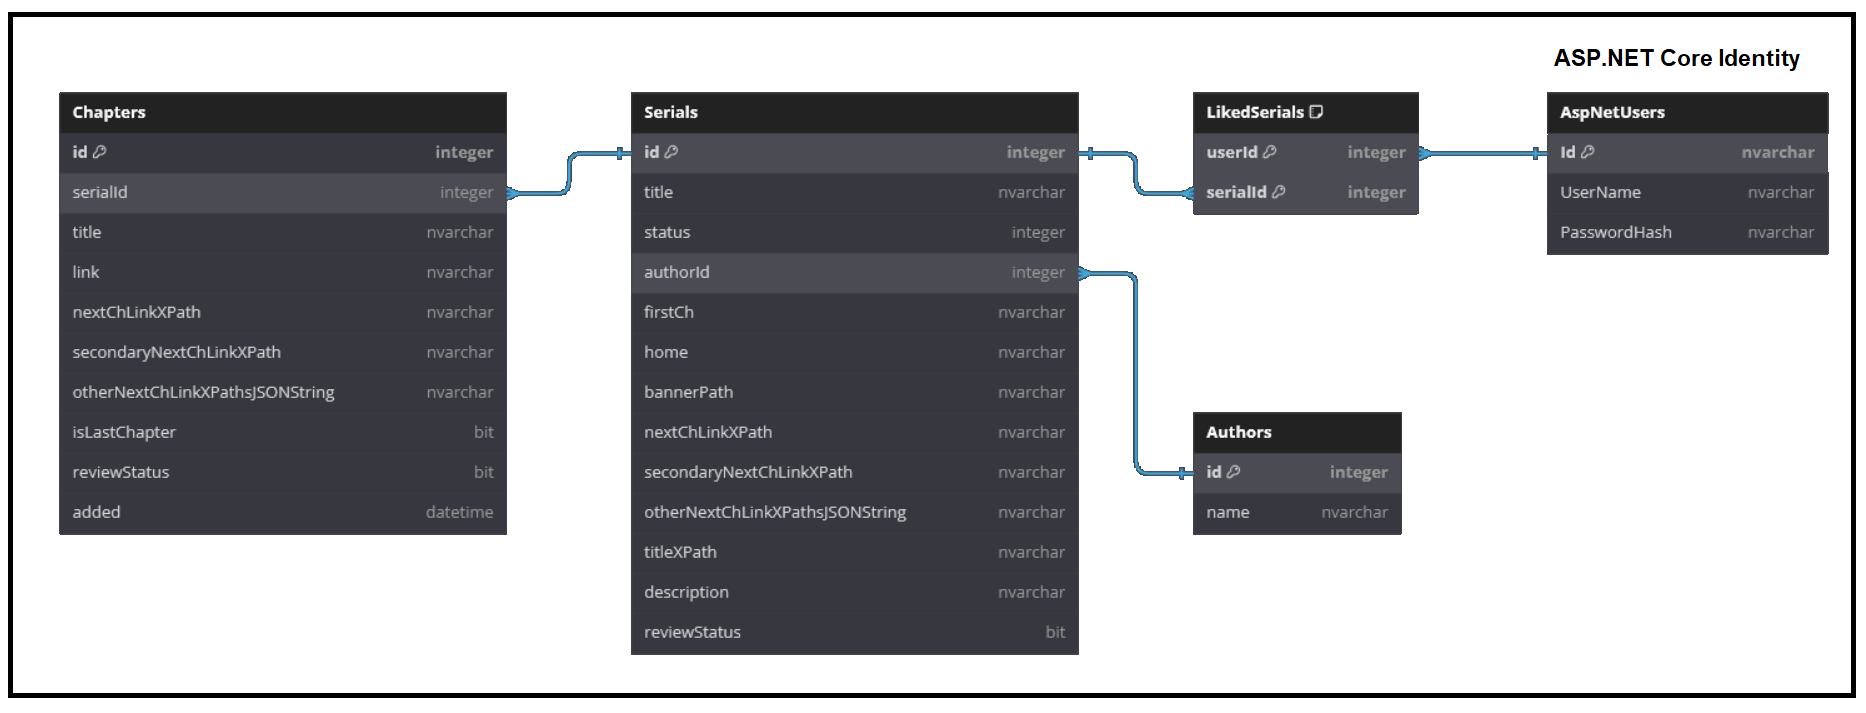 ASP.NET Core Identity
Chapters
id integer
serialId integer
title nvarchar
link nvarchar
nextChLinkXPath nvarchar
secondaryNextChLinkXPath nvarchar
otherNextChLinkXPathsJSONString nvarchar
isLastChapter bit
reviewStatus bit
added datetime
Serials
id integer
title nvarchar
status integer
authorId integer
firstCh nvarchar
home nvarchar
bannerPath nvarchar
nextChLinkXPath nvarchar
secondaryNextChLinkXPath nvarchar
otherNextChLinkXPathsJSONString nvarchar
titleXPath nvarchar
description nvarchar
reviewStatus bit
LikedSerials
userId integer
serialId integer
AspNetUsers
Id nvarchar
UserName nvarchar
PasswordHash nvarchar
Authors
id integer
name nvarchar